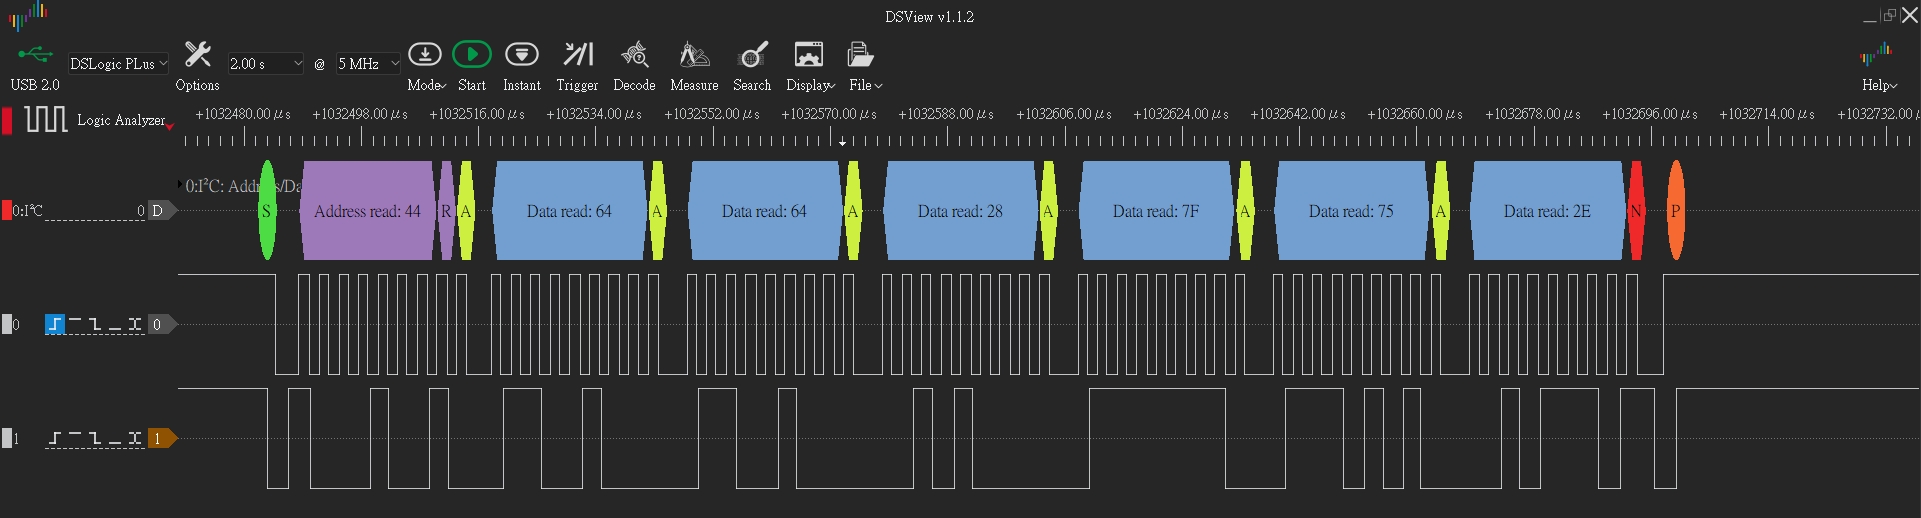 DSView v1.1.2
USB 2.0
DSLogic PLus
Options
2.00 s
@
5 MHz
Mode
Start
Instant
Trigger
Decode
Measure
Search
Display
File
Help
Logic Analyzer
+1032480.00 μs +1032498.00 μs +1032516.00 μs +1032534.00 μs +1032552.00 μs +1032570.00 μs +1032588.00 μs +1032606.00 μs +1032624.00 μs +1032642.00 μs +1032660.00 μs +1032678.00 μs +1032696.00 μs +1032714.00 μs +1032732.00 μs
0:I²C: Address/Da
0:I²C 0 D S Address read: 44 R A Data read: 64 A Data read: 64 A Data read: 28 A Data read: 7F A Data read: 75 A Data read: 2E N P
0 0
1 1